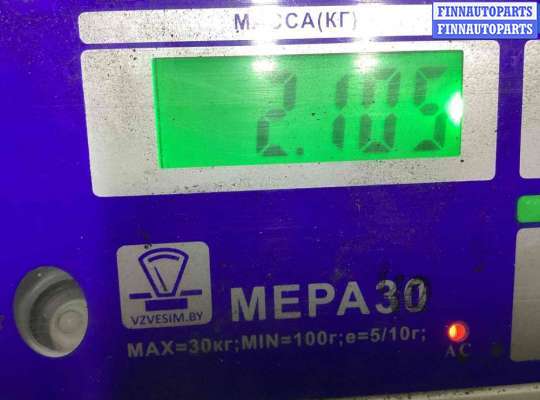 FINNAUTOPARTS
FINNAUTOPARTS
МАССА(КГ)
2.105
VZVESIM.BY
МЕРА30
MAX=30кг;MIN=100г;e=5/10г;
AC